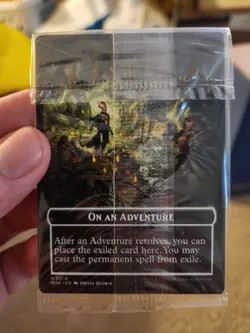 ON AN ADVENTURE
After an Adventure resolves, you can
place the exiled card here. You may
cast the permanent spell from exile.